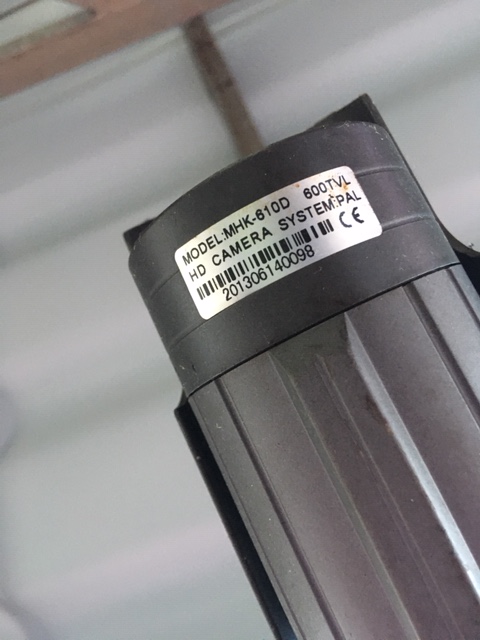 MODEL:MHK-610D 600TVL
HD CAMERA SYSTEM:PAL
CE
201306140098